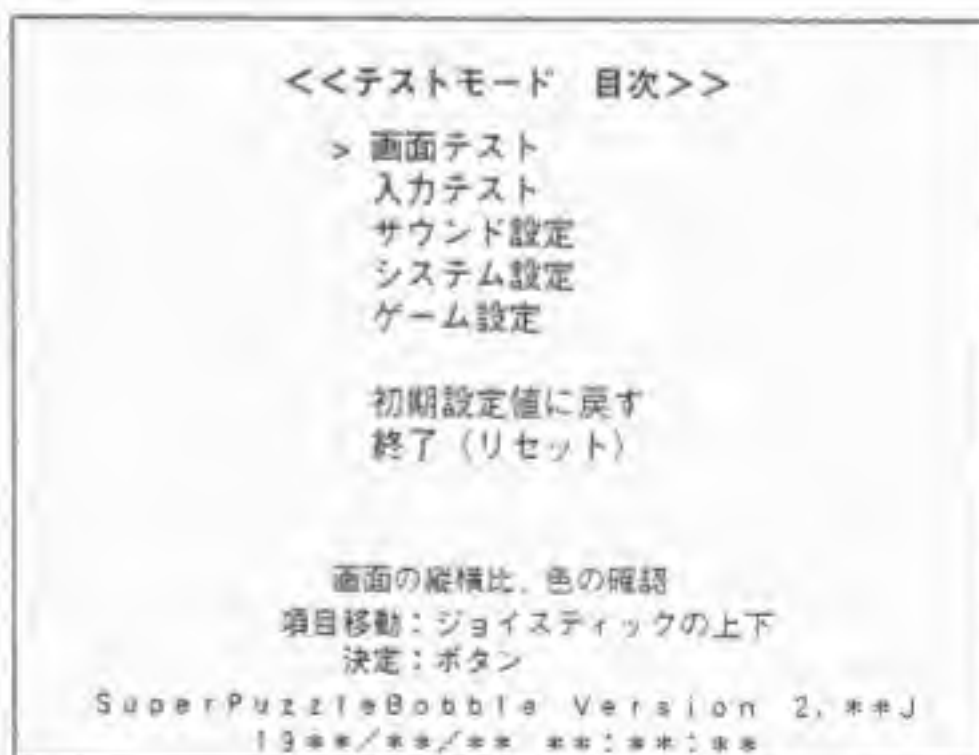 <<テストモード 目次>>
> 画面テスト
入力テスト
サウンド設定
システム設定
ゲーム設定
初期設定値に戻す
終了（リセット）
画面の縦横比、色の確認
項目移動：ジョイスティックの上下
決定：ボタン
SuperPuzzleBobble Version 2.**J
19**/**/** **:**:**